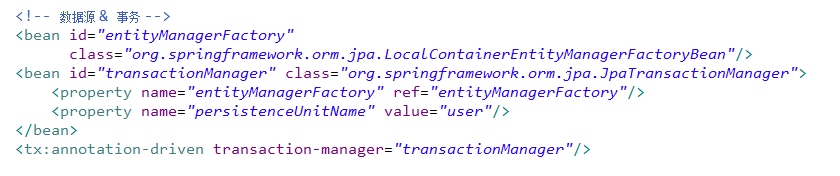 <!-- 数据源 & 事务 -->
<bean id="entityManagerFactory"
class="org.springframework.orm.jpa.LocalContainerEntityManagerFactoryBean"/>
<bean id="transactionManager" class="org.springframework.orm.jpa.JpaTransactionManager">
<property name="entityManagerFactory" ref="entityManagerFactory"/>
<property name="persistenceUnitName" value="user"/>
</bean>
<tx:annotation-driven transaction-manager="transactionManager"/>